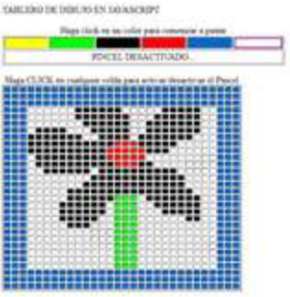 TABLERO DE DIBUJO EN JAVASCRIPT
Haga click en un color para comenzar a pintar
PINCEL DESACTIVADO...
Haga CLICK en cualquier celda para activar/desactivar el Pincel